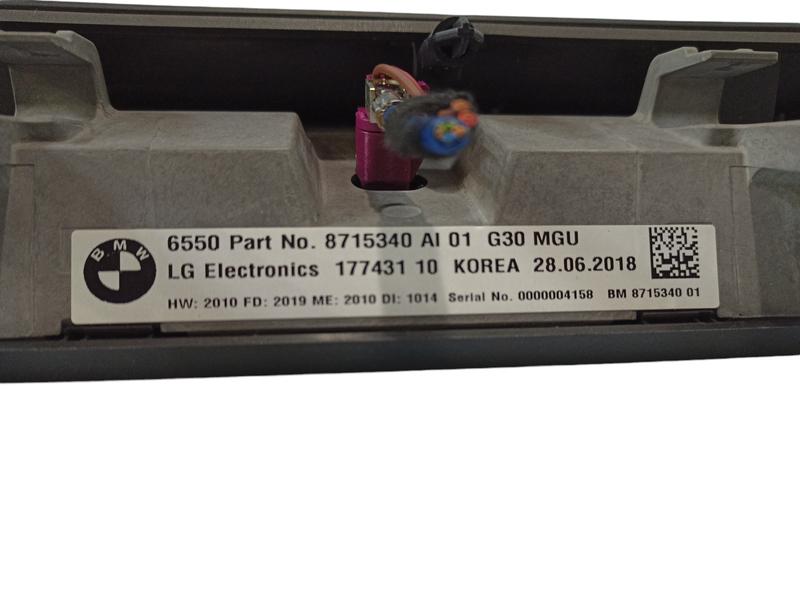 BMW
6550 Part No. 8715340 AI 01 G30 MGU
LG Electronics 177431 10 KOREA 28.06.2018
HW: 2010 FD: 2019 ME: 2010 DI: 1014 Serial No. 0000004158 BM 8715340 01